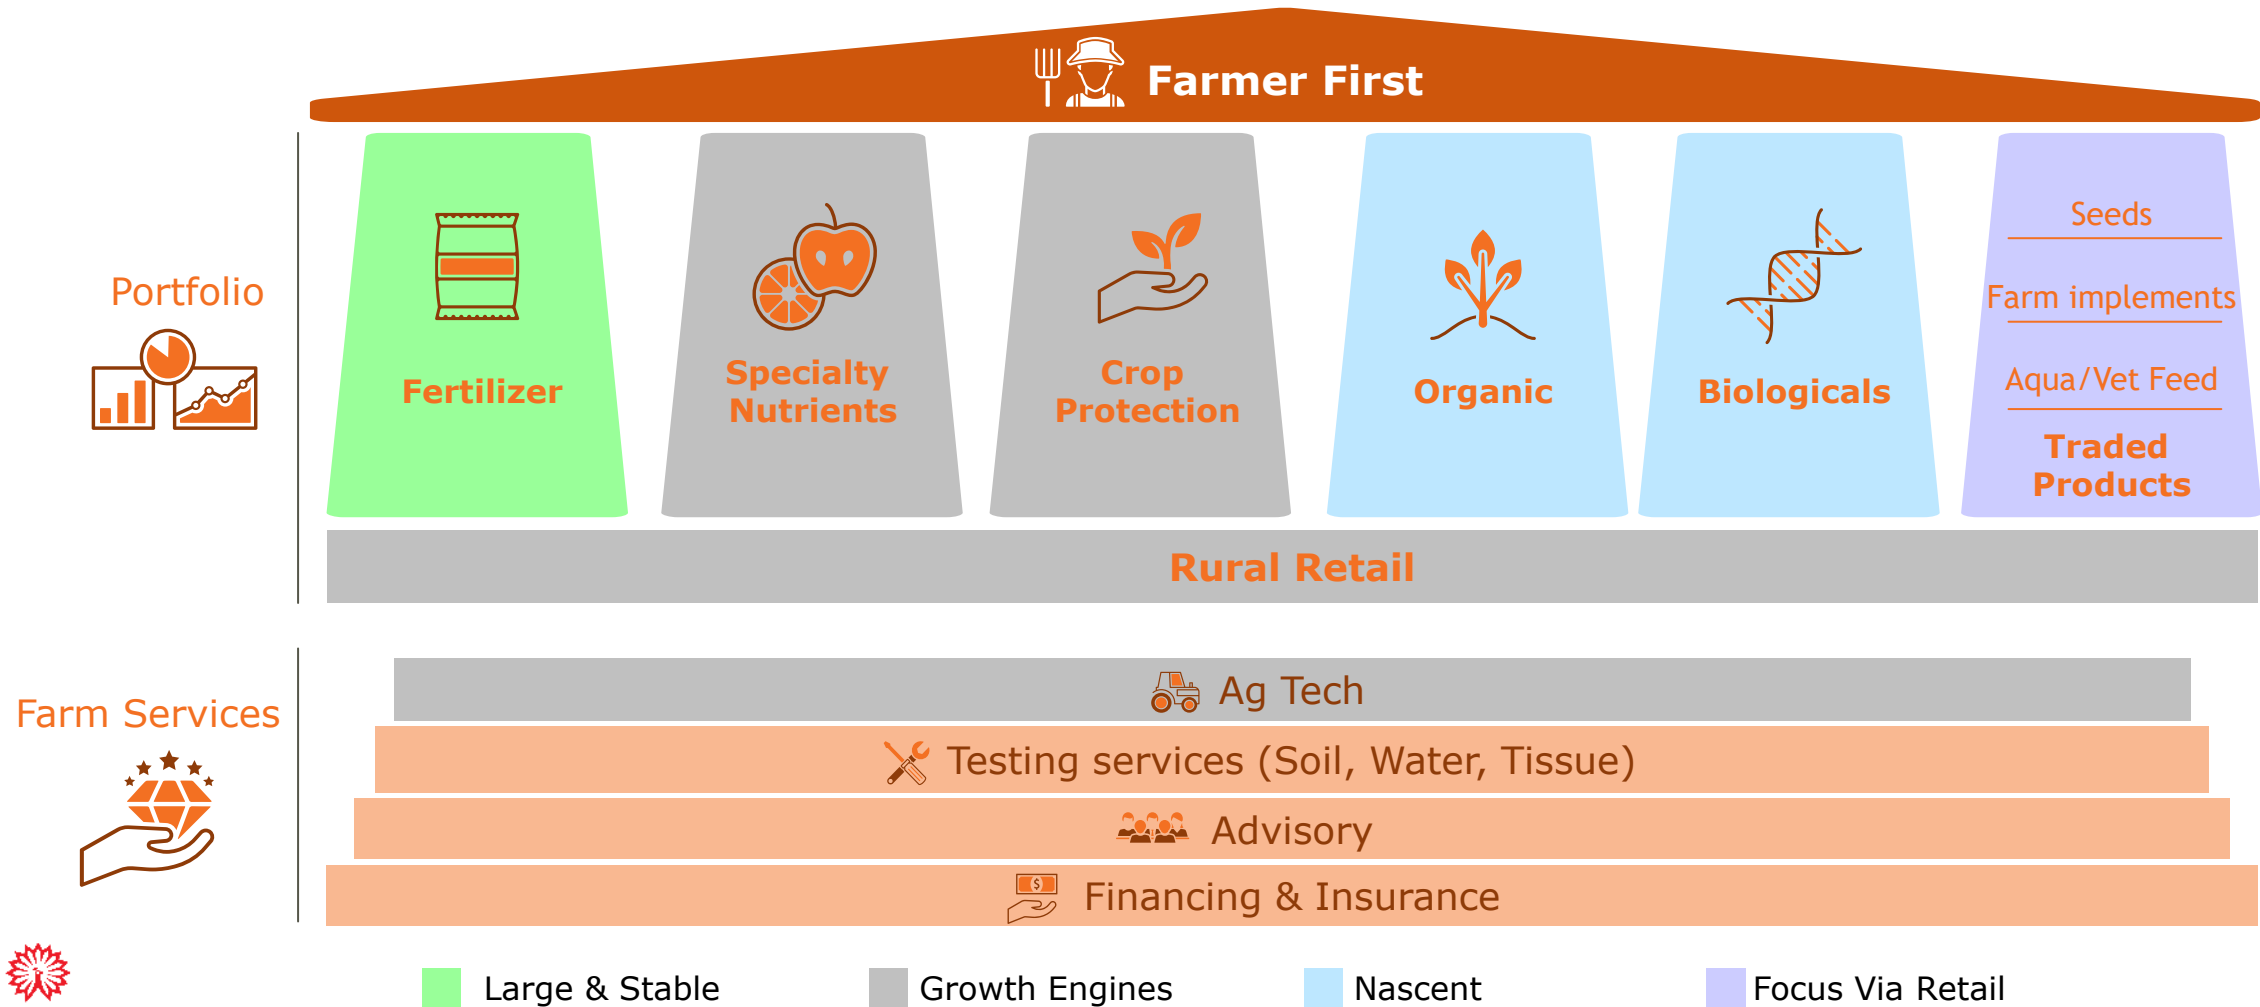 Farmer First
Portfolio
Fertilizer
Specialty
Nutrients
Crop
Protection
Organic
Biologicals
Seeds
Farm implements
Aqua/Vet Feed
Traded
Products
Rural Retail
Farm Services
Ag Tech
Testing services (Soil, Water, Tissue)
Advisory
$
Financing & Insurance
Large & Stable
Growth Engines
Nascent
Focus Via Retail